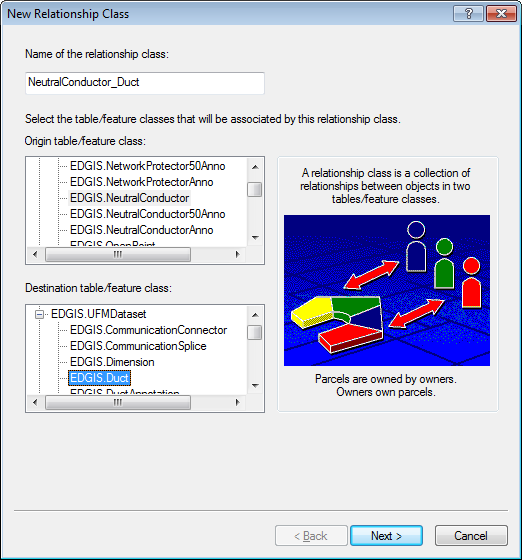 New Relationship Class
?
Name of the relationship class:
NeutralConductor_Duct
Select the table/feature classes that will be associated by this relationship class.
Origin table/feature class:
EDGIS.NetworkProtector50Anno
EDGIS.NetworkProtectorAnno
EDGIS.NeutralConductor
EDGIS.NeutralConductor50Anno
EDGIS.NeutralConductorAnno
EDGIS.OpenPoint
A relationship class is a collection of
relationships between objects in two
tables/feature classes.
Destination table/feature class:
EDGIS.UFMDataset
EDGIS.CommunicationConnector
EDGIS.CommunicationSplice
EDGIS.Dimension
EDGIS.Duct
EDGIS.DuctAnnotation
Parcels are owned by owners.
Owners own parcels.
< Back
Next >
Cancel